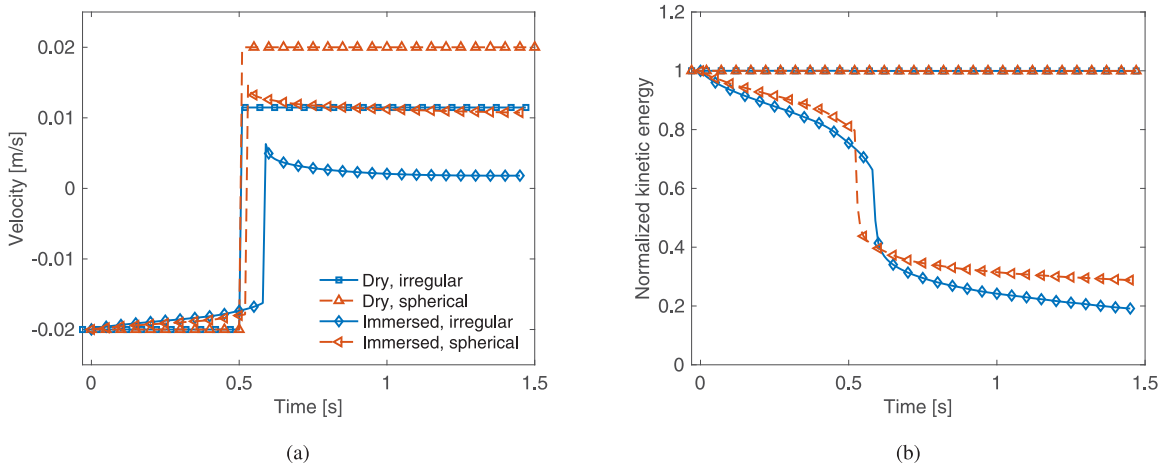 0.02
0.01
0
-0.01
-0.02
Velocity [m/s]
0
0.5
1
1.5
Time [s]
Dry, irregular
Dry, spherical
Immersed, irregular
Immersed, spherical
(a)
1.2
1
0.8
0.6
0.4
0.2
0
Normalized kinetic energy
0
0.5
1
1.5
Time [s]
(b)